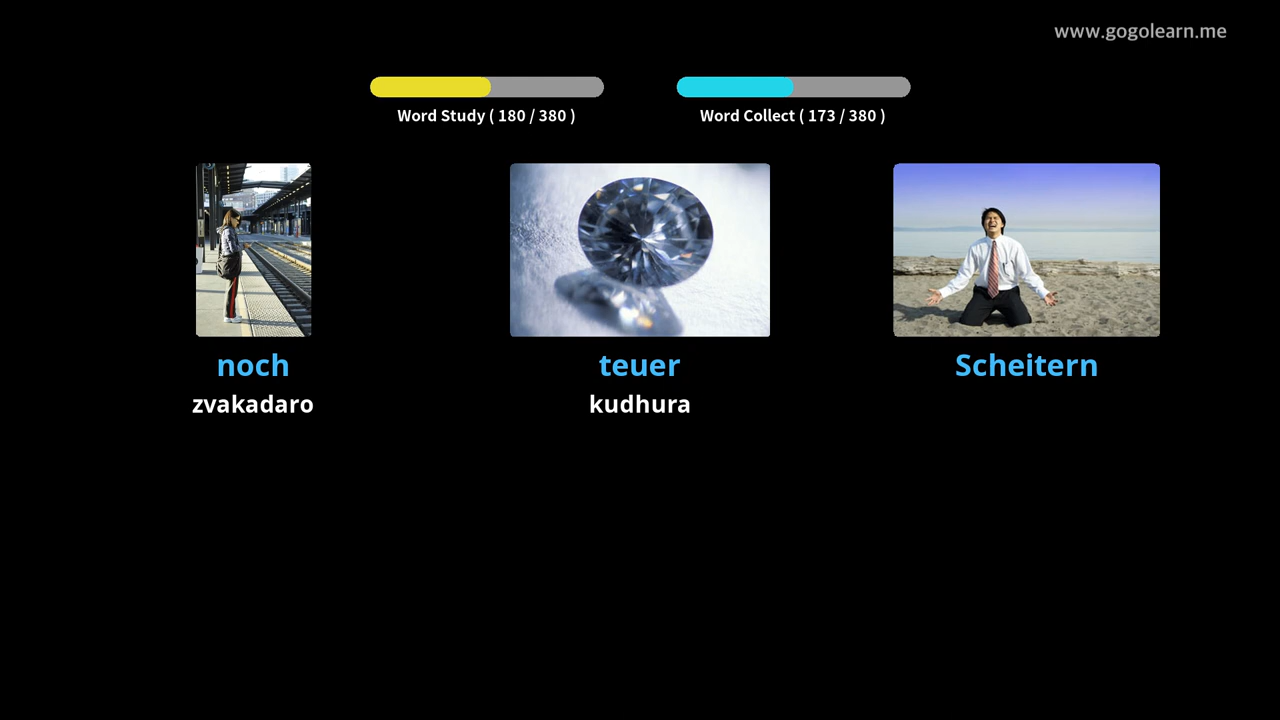 www.gogolearn.me
Word Study ( 180 / 380 )
Word Collect ( 173 / 380 )
noch
teuer
Scheitern
zvakadaro
kudhura